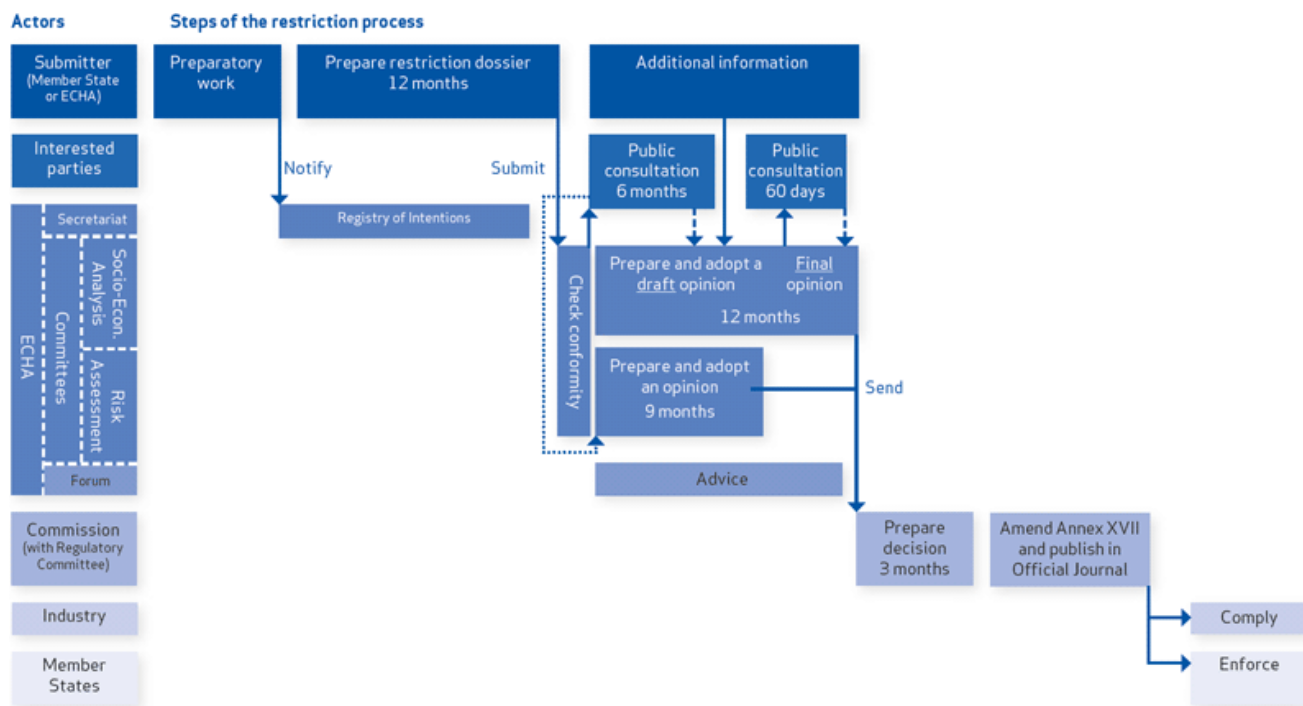 Actors
Steps of the restriction process
Submitter
(Member State
or ECHA)
Preparatory
work
Prepare restriction dossier
12 months
Additional information
Interested
parties
Notify
Submit
Public
consultation
6 months
Public
consultation
60 days
ECHA
Secretariat
Committees
Socio-Econ.
Analysis
Risk
Assessment
Forum
Registry of Intentions
Check conformity
Prepare and adopt a
draft opinion
Final
opinion
12 months
Prepare and adopt
an opinion
9 months
Send
Advice
Commission
(with Regulatory
Committee)
Prepare
decision
3 months
Amend Annex XVII
and publish in
Official Journal
Industry
Comply
Member
States
Enforce